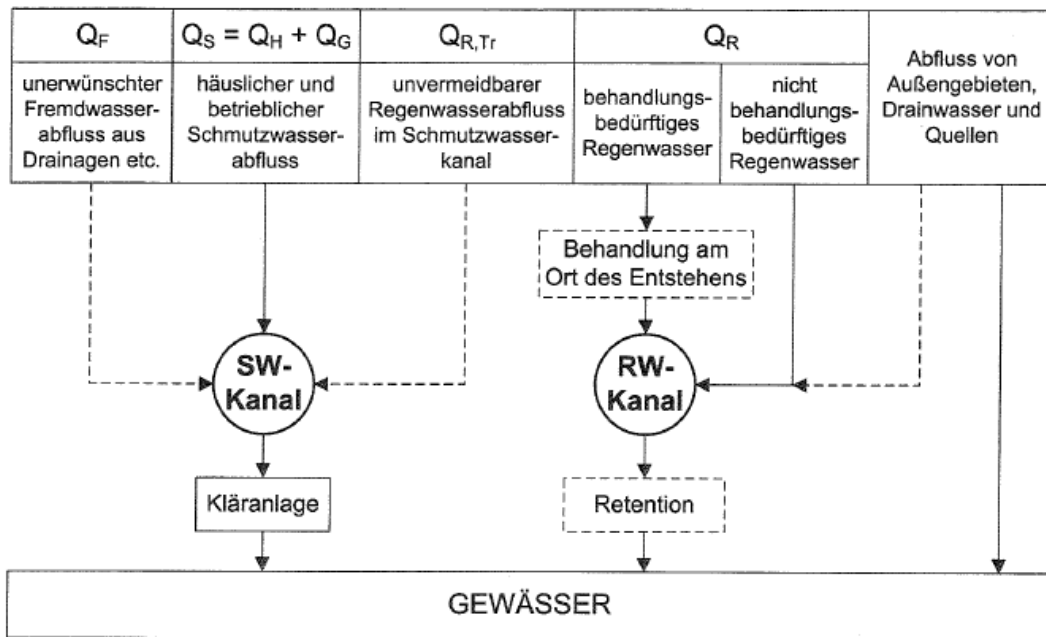 Q_F
unerwünschter
Fremdwasser-
abfluss aus
Drainagen etc.
Q_S = Q_H + Q_G
häuslicher und
betrieblicher
Schmutzwasser-
abfluss
Q_R,Tr
unvermeidbarer
Regenwasserabfluss
im Schmutzwasser-
kanal
Q_R
behandlungs-
bedürftiges
Regenwasser
nicht
behandlungs-
bedürftiges
Regenwasser
Abfluss von
Außengebieten,
Drainwasser und
Quellen
Behandlung am
Ort des Entstehens
SW-
Kanal
RW-
Kanal
Kläranlage
Retention
GEWÄSSER